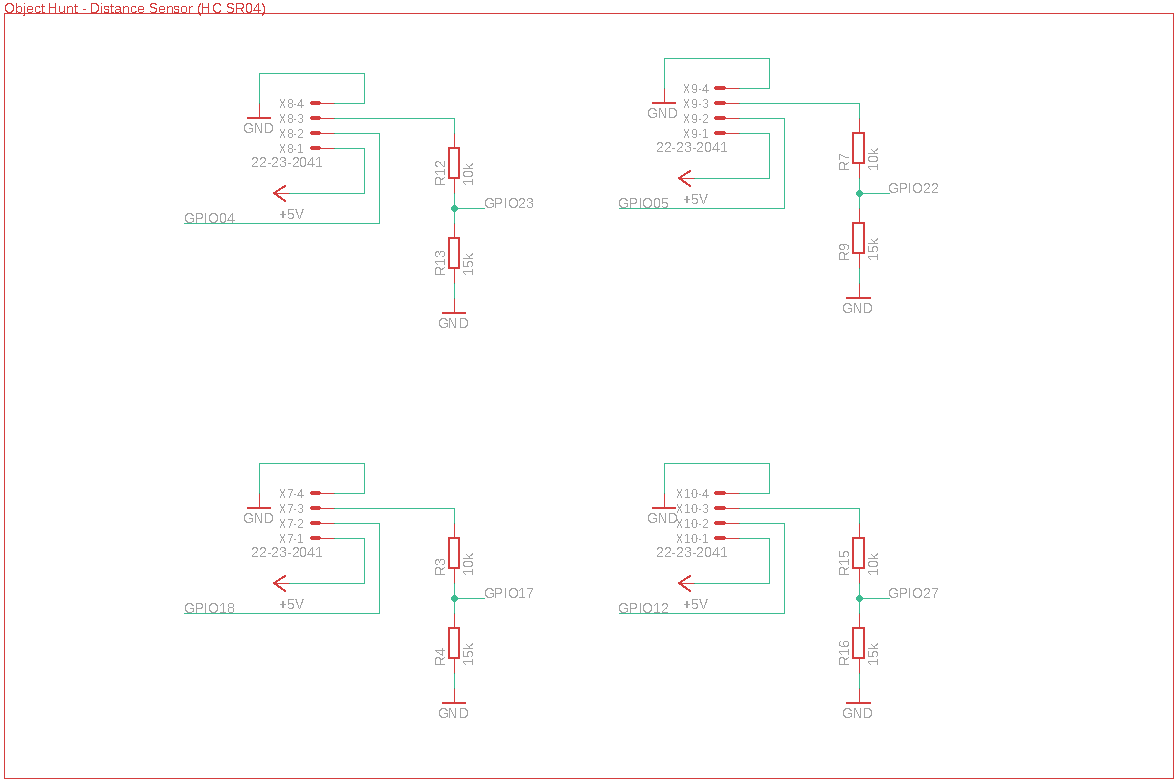 Object Hunt - Distance Sensor (HC SR04)
X8-4
X8-3
GND
X8-2
X8-1
22-23-2041
R12
10k
+5V
GPIO04
GPIO23
R13
15k
GND
X9-4
X9-3
GND
X9-2
X9-1
22-23-2041
R7
10k
+5V
GPIO05
GPIO22
R9
15k
GND
X7-4
X7-3
GND
X7-2
X7-1
22-23-2041
R3
10k
+5V
GPIO18
GPIO17
R4
15k
GND
X10-4
X10-3
GND
X10-2
X10-1
22-23-2041
R15
10k
+5V
GPIO12
GPIO27
R16
15k
GND